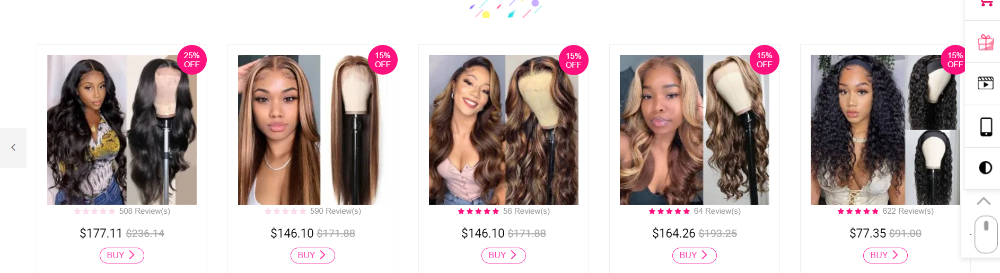 25%
OFF
508 Review(s)
$177.11 $236.14
BUY
15%
OFF
590 Review(s)
$146.10 $171.88
BUY
15%
OFF
56 Review(s)
$146.10 $171.88
BUY
15%
OFF
64 Review(s)
$164.26 $193.25
BUY
15%
OFF
622 Review(s)
$77.35 $91.00
BUY